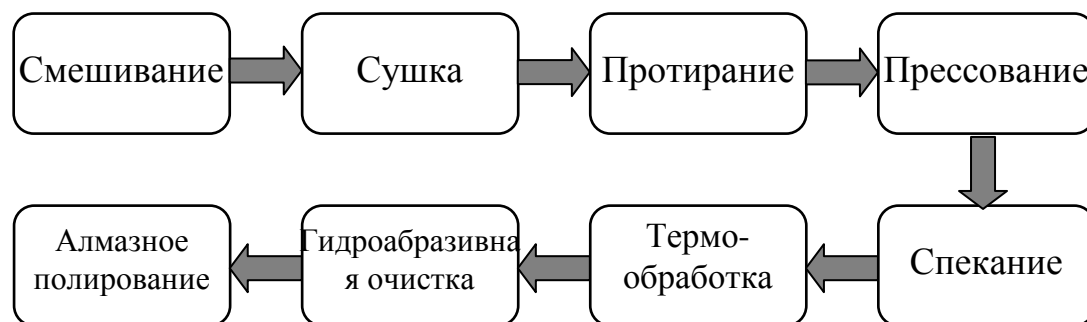 Смешивание
Сушка
Протирание
Прессование
Алмазное
полирование
Гидроабразивна
я очистка
Термо-
обработка
Спекание